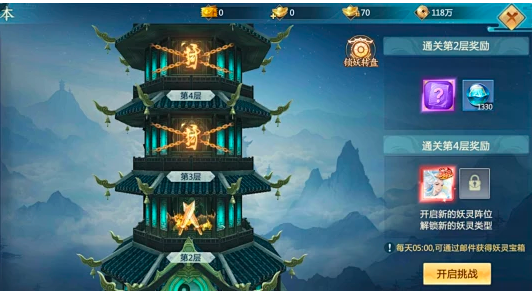 本
0
0
70
118万
锁妖转盘
通关第2层奖励
?
1330
封
第4层
通关第4层奖励
封
第3层
开启新的妖灵阵位
解锁新的妖灵类型
!每天05:00,可通过邮件获得妖灵宝箱
第2层
开启挑战